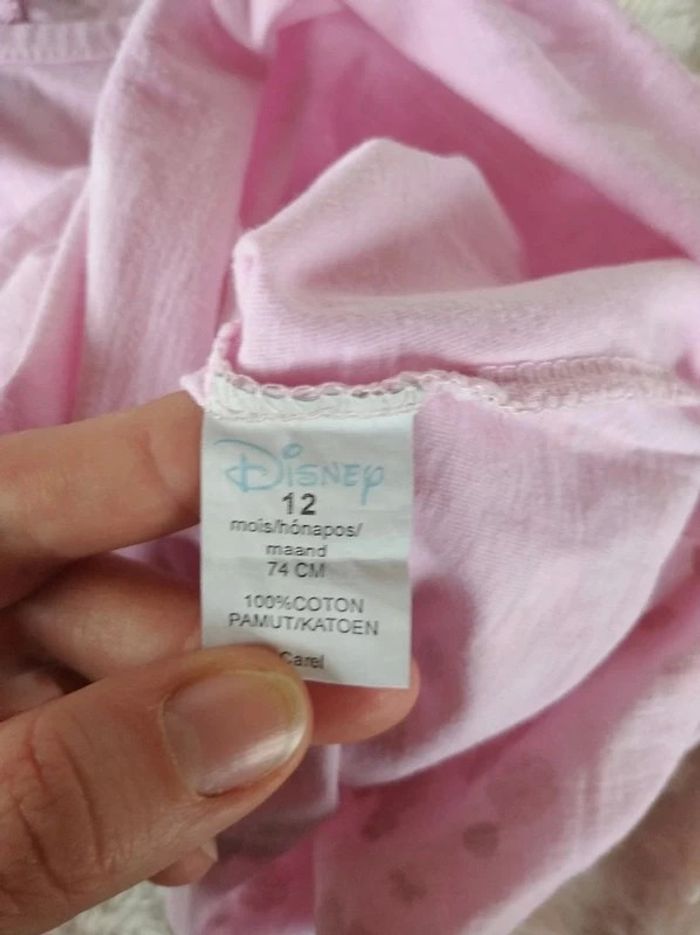 Disney
12
mois/hónapos/
maand
74 CM
100%COTON
PAMUT/KATOEN
Carel